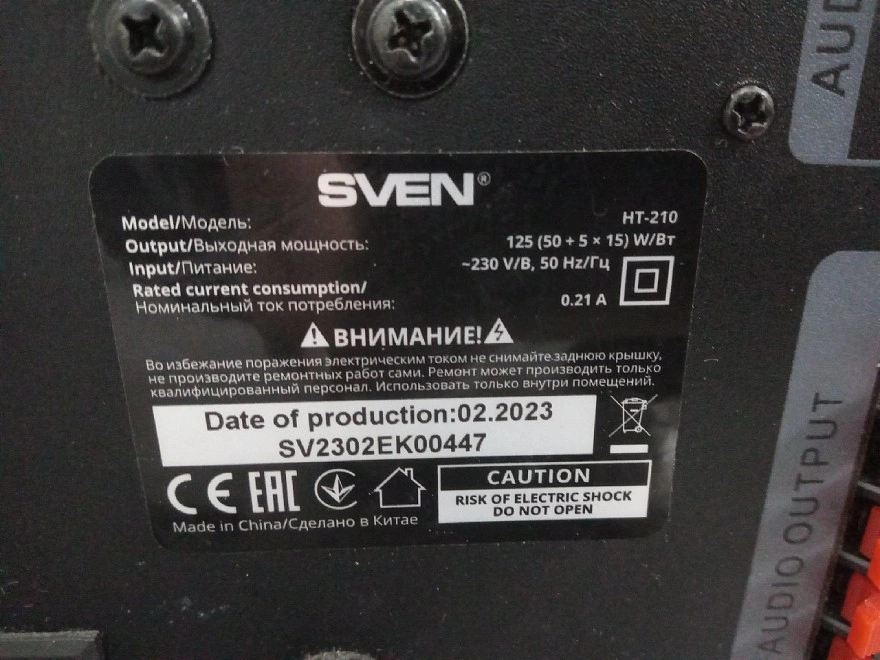 SVEN®
Model/Модель: HT-210
Output/Выходная мощность: 125 (50 + 5 × 15) W/Вт
Input/Питание: ~230 V/В, 50 Hz/Гц
Rated current consumption/
Номинальный ток потребления: 0.21 A
ВНИМАНИЕ!
Во избежание поражения электрическим током не снимайте заднюю крышку,
не производите ремонтных работ сами. Ремонт может производить только
квалифицированный персонал. Использовать только внутри помещений.
Date of production:02.2023
SV2302EK00447
CE EAC
CAUTION
RISK OF ELECTRIC SHOCK
DO NOT OPEN
Made in China/Сделано в Китае
AUD
AUDIO OUTPUT